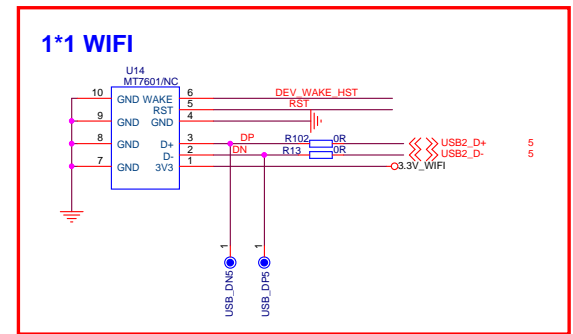 1*1 WIFI
U14
MT7601/NC
10 GND WAKE 6 DEV_WAKE_HST
RST 5 RST
9 GND GND 4
8 GND D+ 3 DP R102 0R USB2_D+ 5
D- 2 DN R13 0R USB2_D- 5
7 GND 3V3 1 3.3V_WIFI
1 1
USB_DN5 USB_DP5